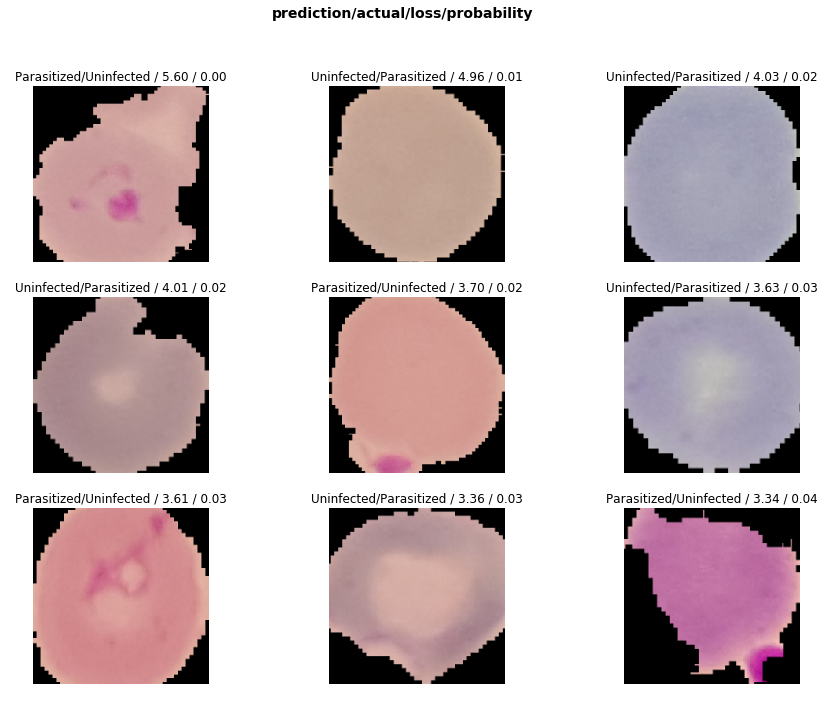 prediction/actual/loss/probability
Parasitized/Uninfected / 5.60 / 0.00
Uninfected/Parasitized / 4.96 / 0.01
Uninfected/Parasitized / 4.03 / 0.02
Uninfected/Parasitized / 4.01 / 0.02
Parasitized/Uninfected / 3.70 / 0.02
Uninfected/Parasitized / 3.63 / 0.03
Parasitized/Uninfected / 3.61 / 0.03
Uninfected/Parasitized / 3.36 / 0.03
Parasitized/Uninfected / 3.34 / 0.04